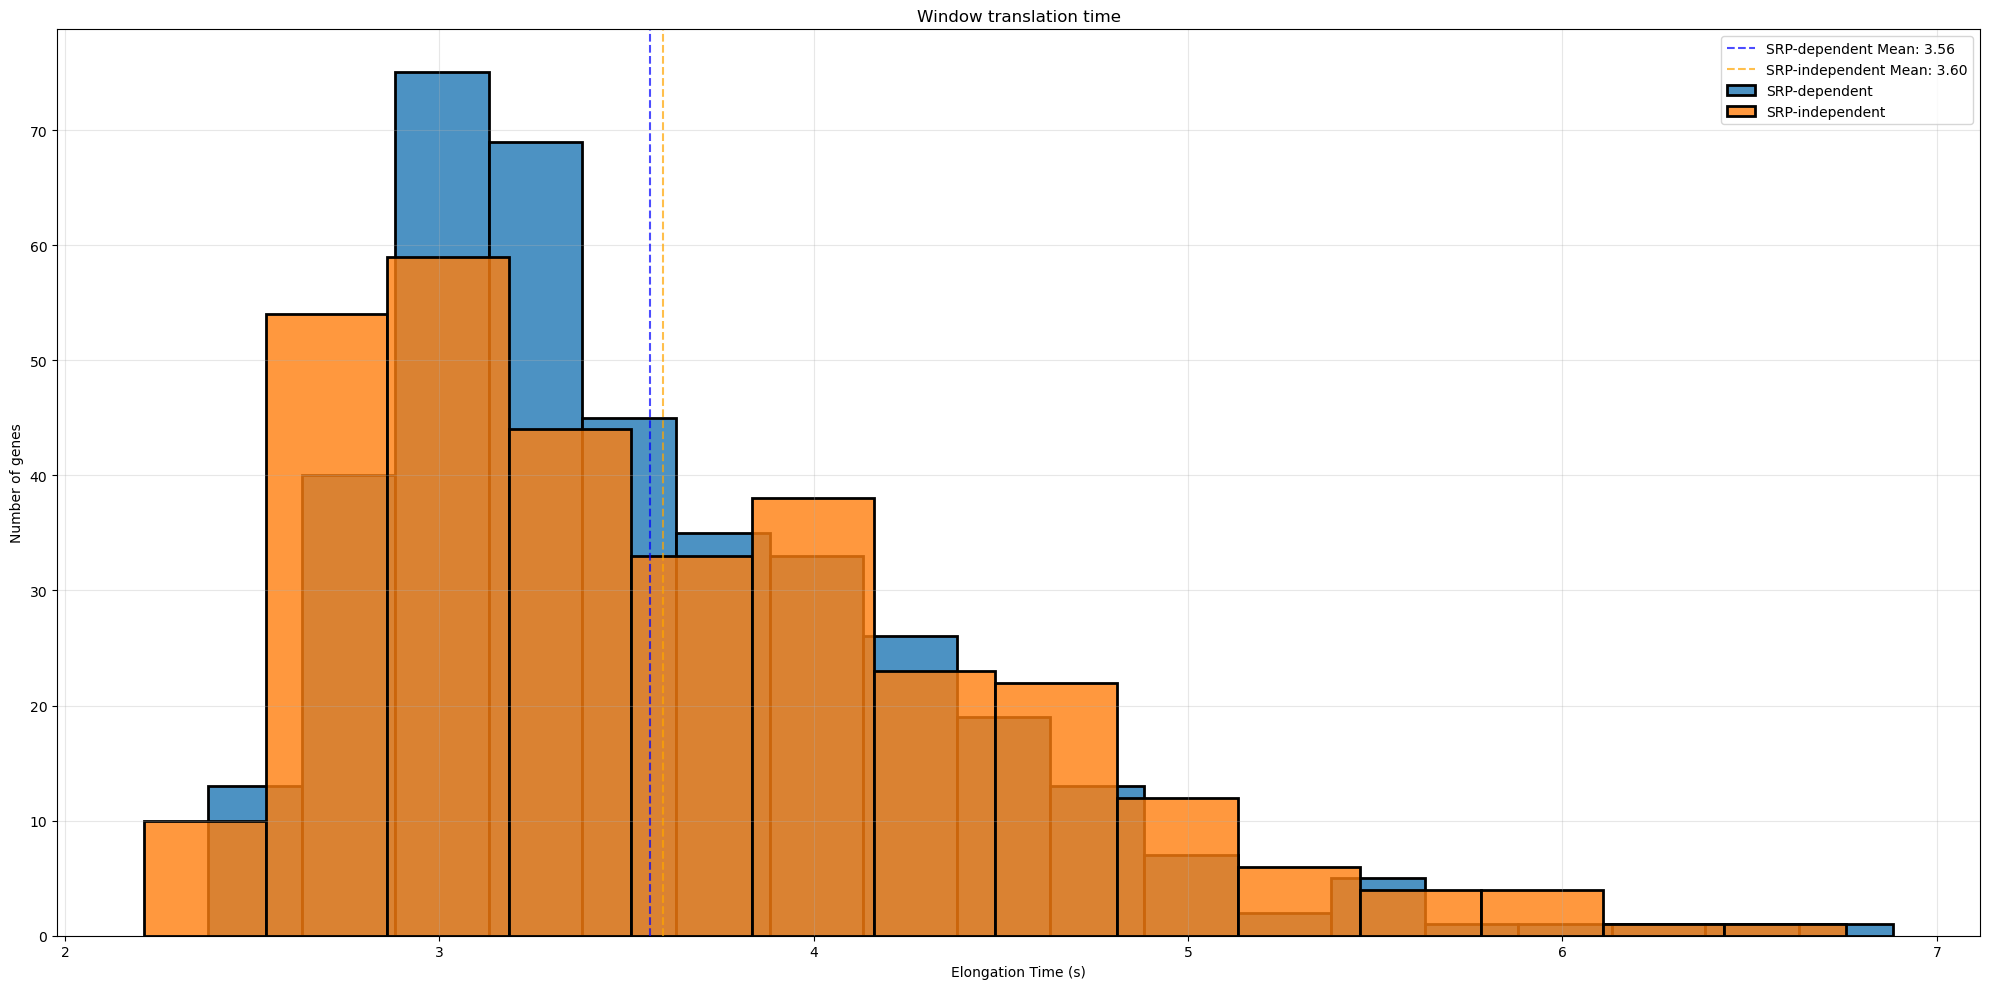 Window translation time
SRP-dependent Mean: 3.56
SRP-independent Mean: 3.60
SRP-dependent
SRP-independent
Number of genes
70
60
50
40
30
20
10
0
2 3 4 5 6 7
Elongation Time (s)